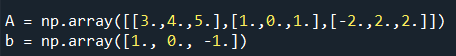 A = np.array([[3.,4.,5.],[1.,0.,1.],[-2.,2.,2.]])
b = np.array([1., 0., -1.])